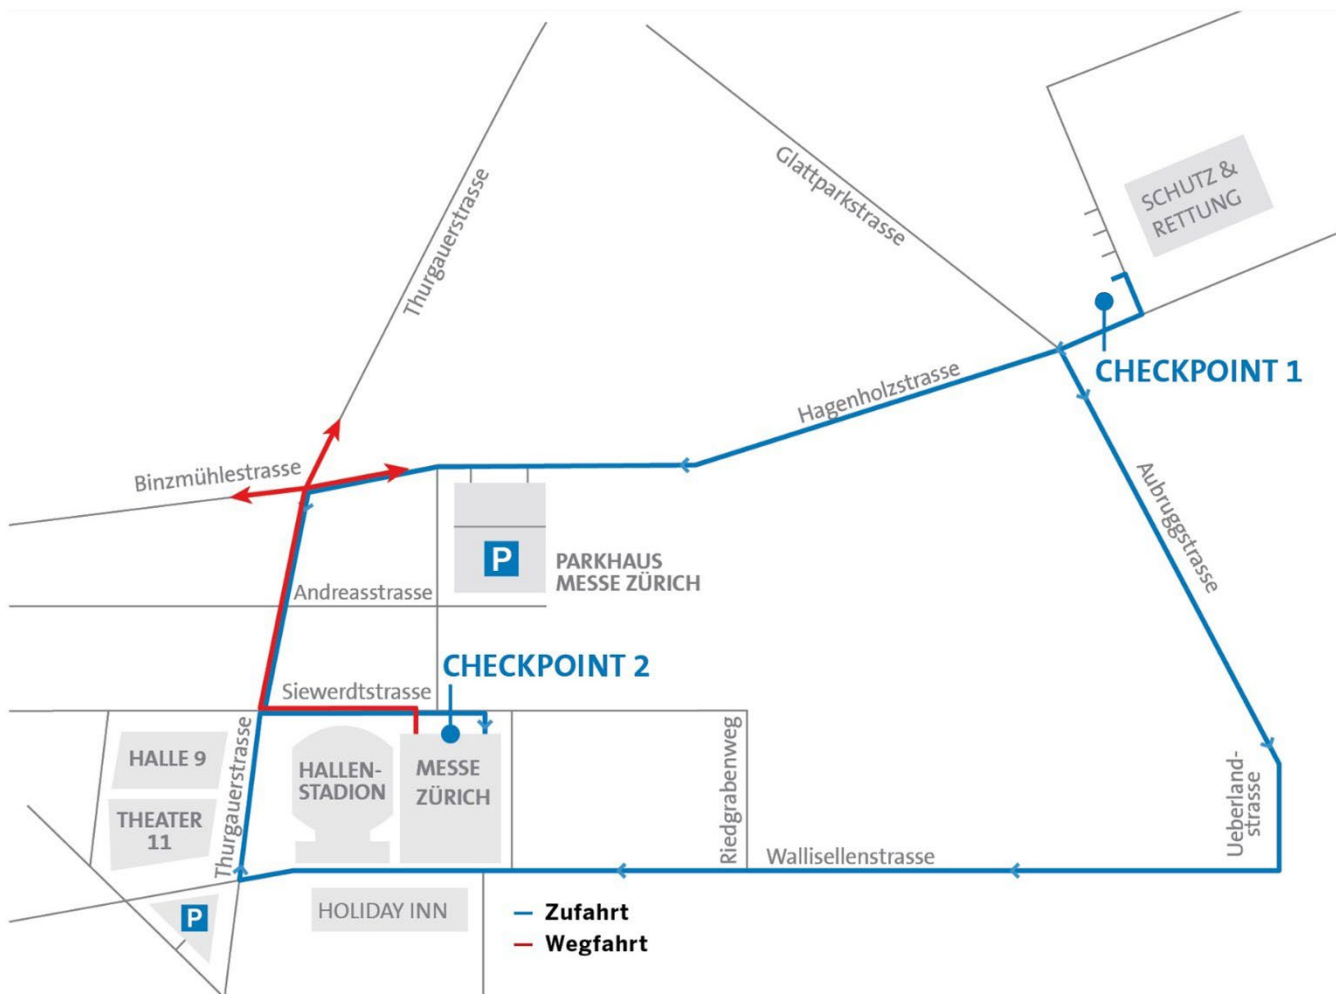 Thurgauerstrasse
Glattparkstrasse
SCHUTZ &
RETTUNG
CHECKPOINT 1
Hagenholzstrasse
Binzmühlestrasse
Aubruggstrasse
P
PARKHAUS
MESSE ZÜRICH
Andreasstrasse
CHECKPOINT 2
Siewerdtstrasse
Thurgauerstrasse
HALLE 9
THEATER
11
HALLEN-
STADION
MESSE
ZÜRICH
Riedgrabenweg
Wallisellenstrasse
Ueberland-
strasse
P
HOLIDAY INN
Zufahrt
Wegfahrt